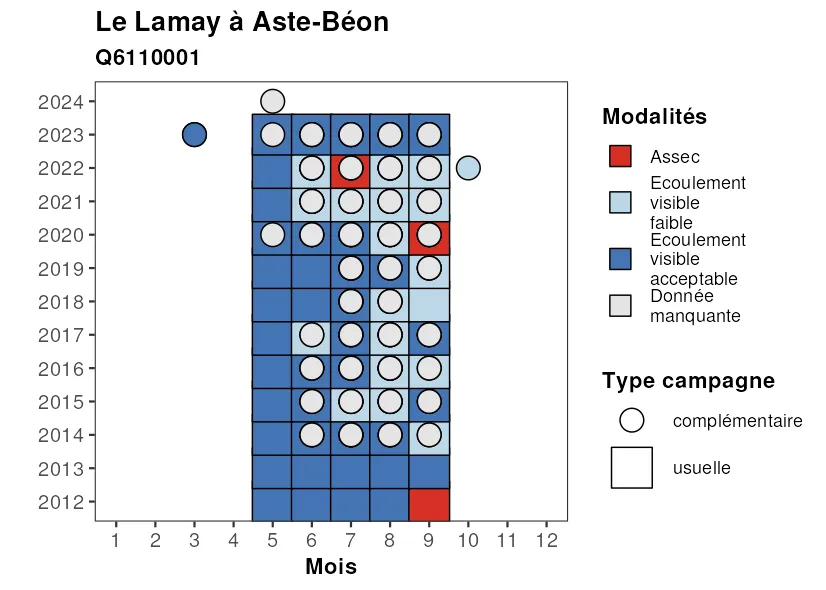 Le Lamay à Aste-Béon
Q6110001
2024
2023
2022
2021
2020
2019
2018
2017
2016
2015
2014
2013
2012
1 2 3 4 5 6 7 8 9 10 11 12
Mois
Modalités
Assec
Ecoulement
visible
faible
Ecoulement
visible
acceptable
Donnée
manquante
Type campagne
complémentaire
usuelle